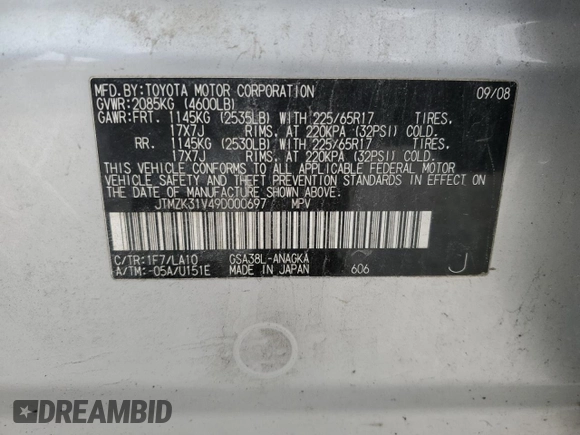 MFD.BY:TOYOTA MOTOR CORPORATION 09/08
GVWR:2085KG (4600LB)
GAWR:FRT. 1145KG (2535LB) WITH 225/65R17 TIRES.
17X7J RIMS. AT 220KPA (32PSI) COLD.
RR. 1145KG (2530LB) WITH 225/65R17 TIRES.
17X7J RIMS. AT 220KPA (32PSI) COLD.
THIS VEHICLE CONFORMS TO ALL APPLICABLE FEDERAL MOTOR
VEHICLE SAFETY AND THEFT PREVENTION STANDARDS IN EFFECT
ON THE DATE OF MANUFACTURE SHOWN ABOVE.
JTMZK31V49D000697 MPV
C/TR:1F7/LA10 GSA38L-ANAGKA
A/TM:-05A/U151E MADE IN JAPAN 606 J
DREAMBID